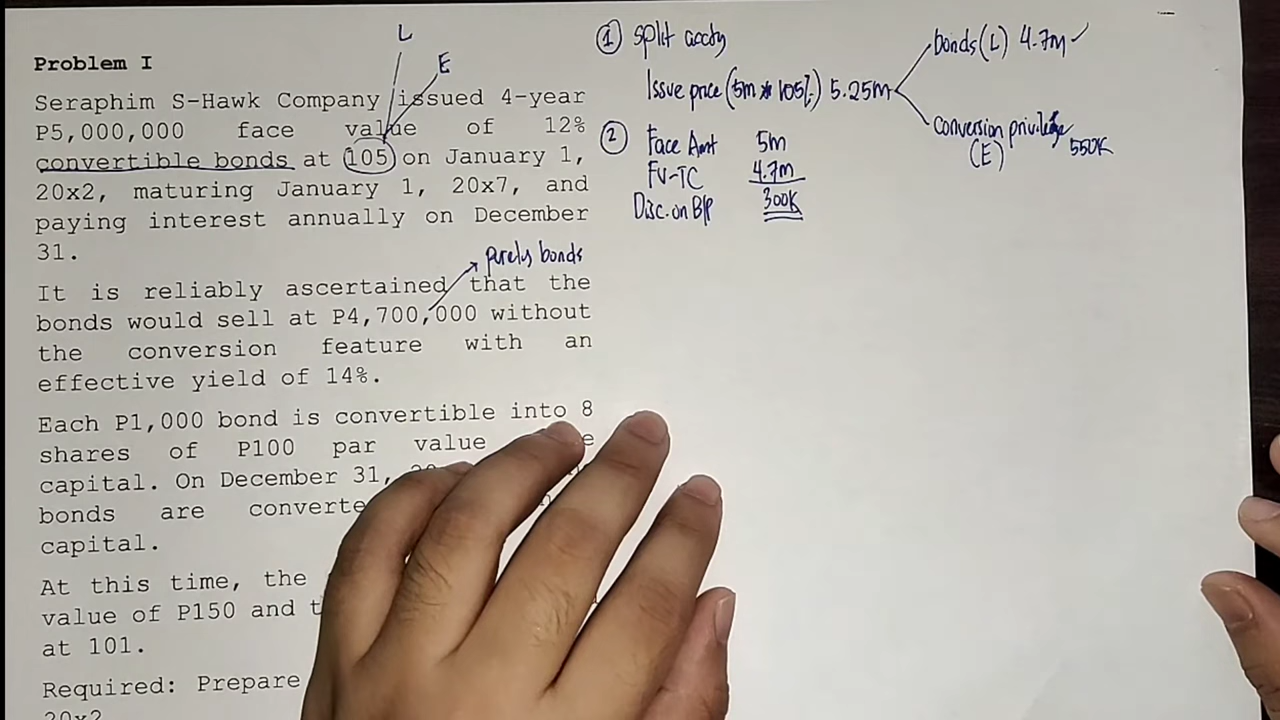 Problem I
Seraphim S-Hawk Company issued 4-year
P5,000,000 face value of 12%
convertible bonds at 105 on January 1,
20x2, maturing January 1, 20x7, and
paying interest annually on December
31.
It is reliably ascertained that the
bonds would sell at P4,700,000 without
the conversion feature with an
effective yield of 14%.
Each P1,000 bond is convertible into 8
shares of P100 par value
capital. On December 31,
bonds are converte
capital.
At this time, the
value of P150 and t
at 101.
Required: Prepare
20x2
L
E
purely bonds
① Split acctg
Issue price (5m * 105%) 5.25m
bonds (L) 4.7m ✓
conversion privilege 550K
(E)
② Face Amt 5m
FV-TC 4.7m
Disc. on B/P 300K